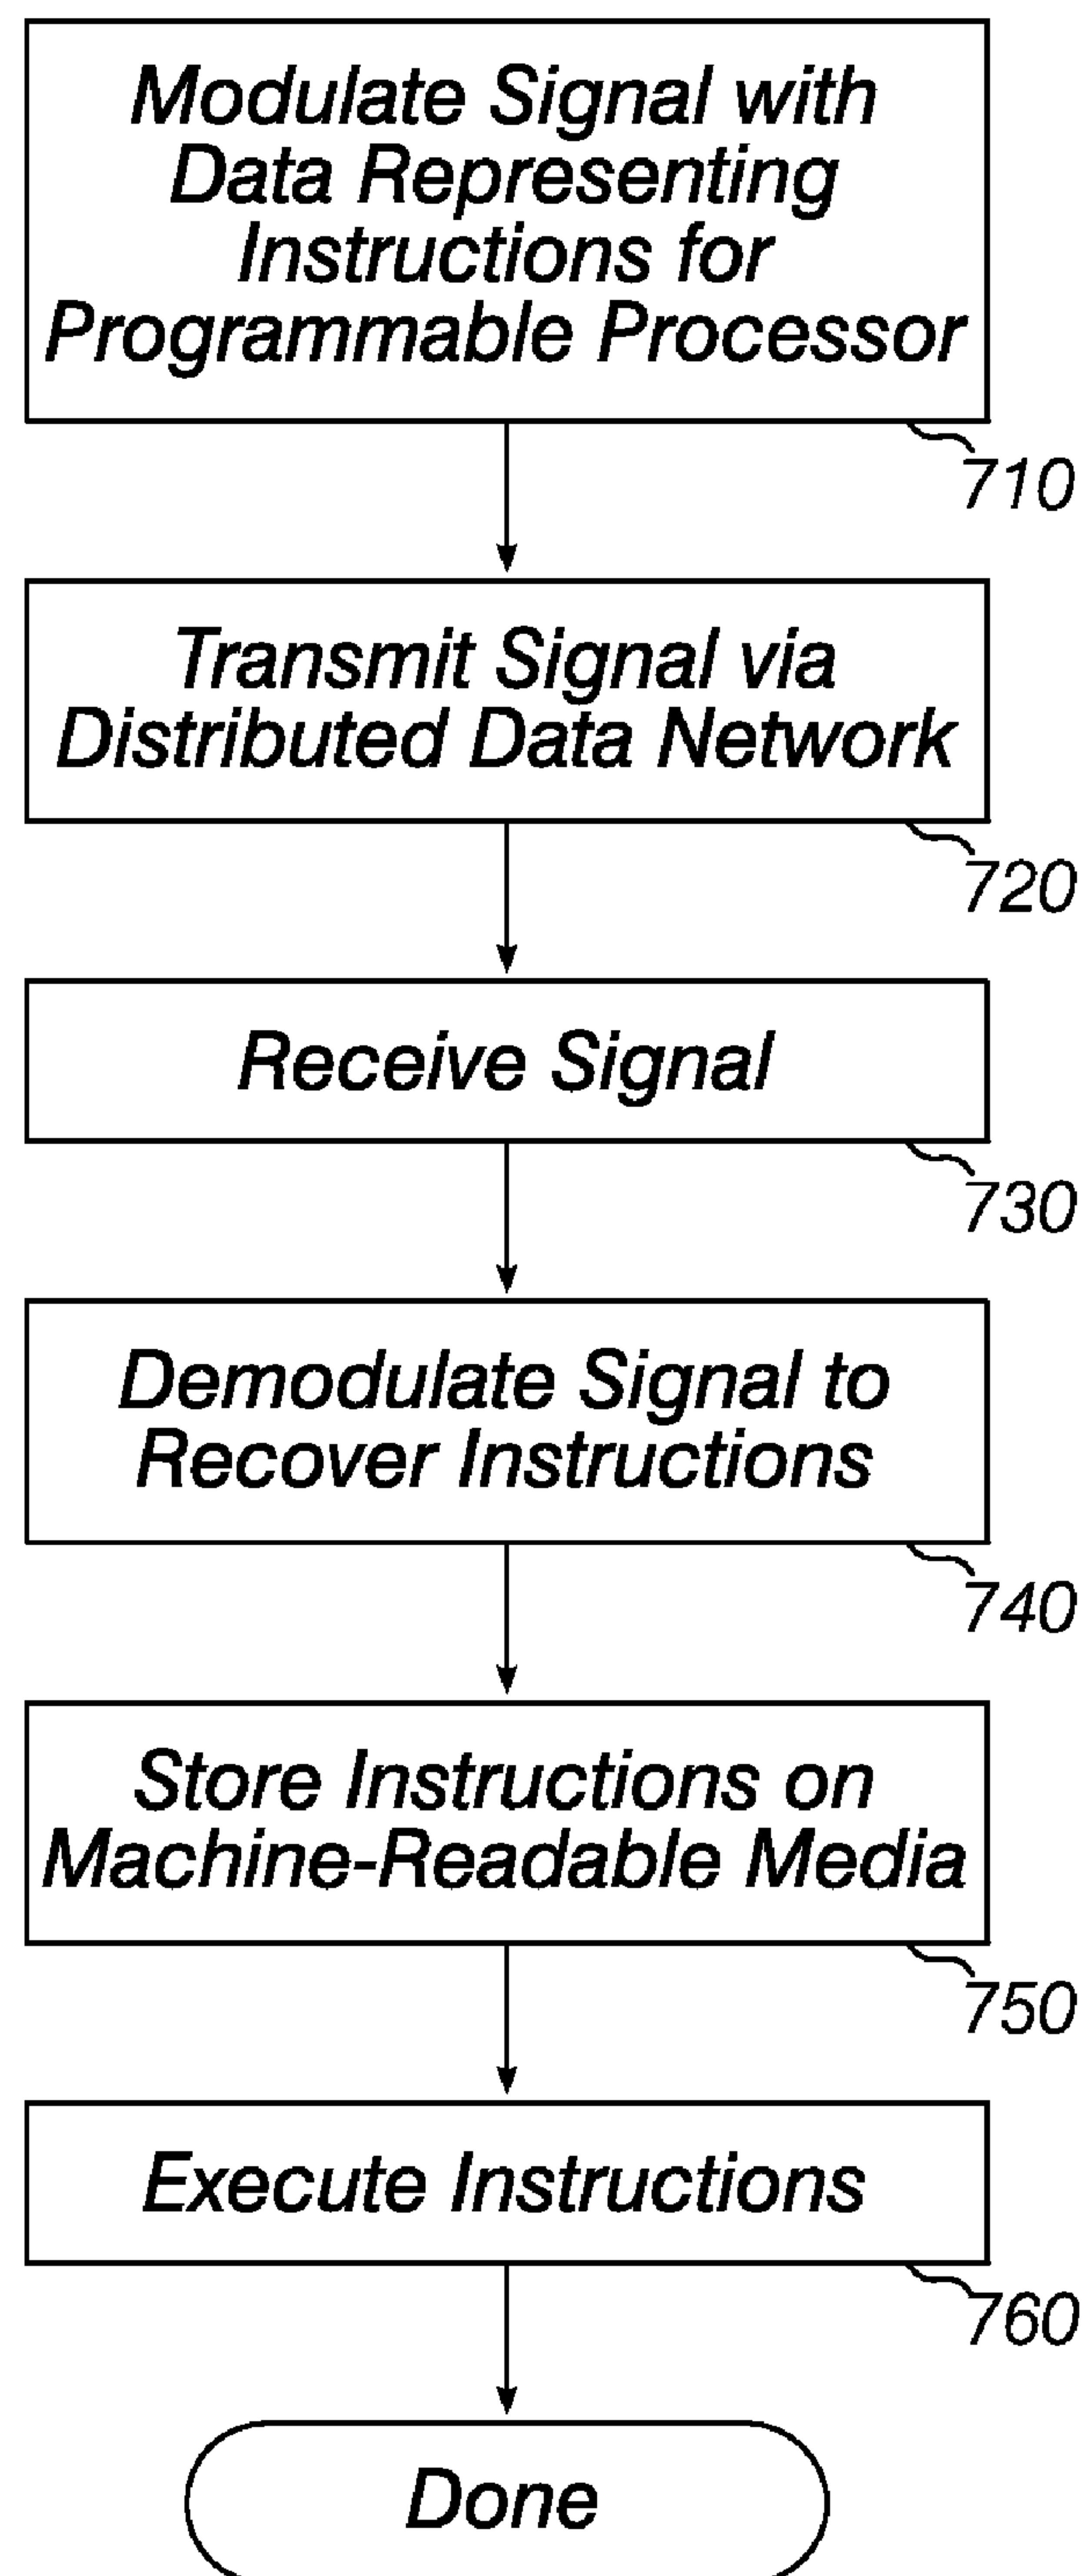 Modulate Signal with
Data Representing
Instructions for
Programmable Processor
710
Transmit Signal via
Distributed Data Network
720
Receive Signal
730
Demodulate Signal to
Recover Instructions
740
Store Instructions on
Machine-Readable Media
750
Execute Instructions
760
Done